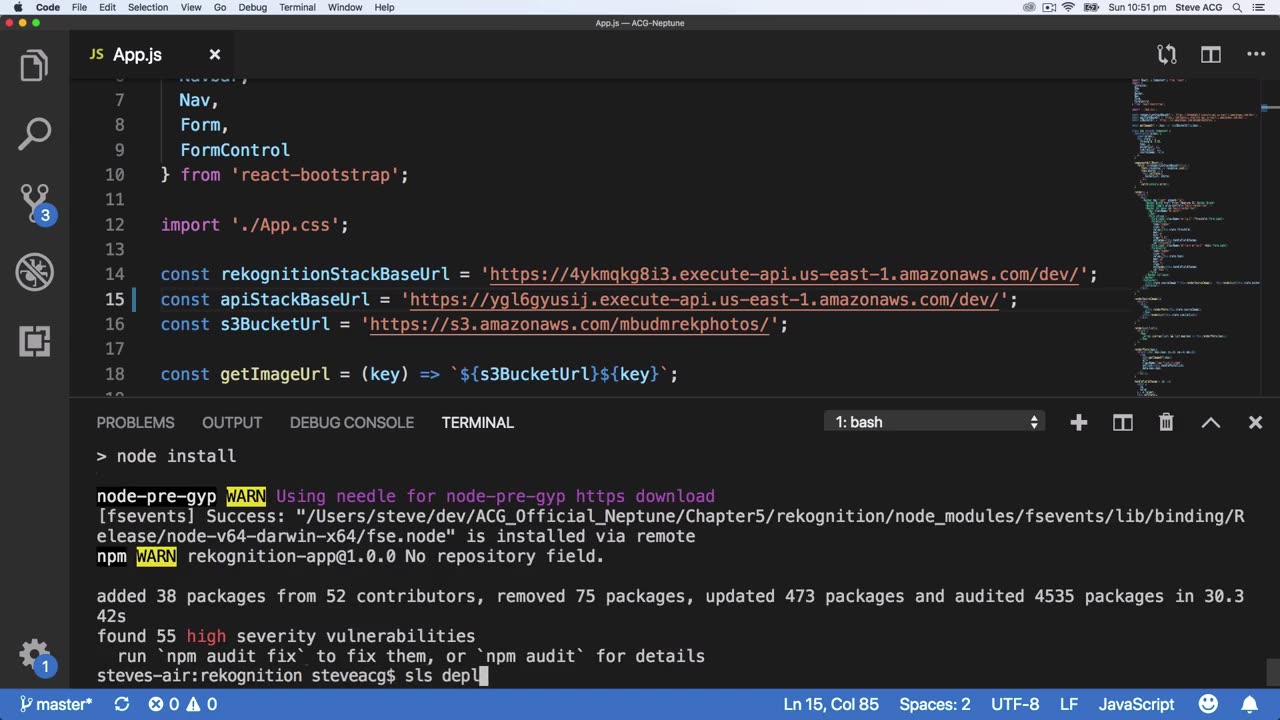 Code File Edit Selection View Go Debug Terminal Window Help Sun 10:51 pm Steve ACG
App.js — ACG-Neptune
JS App.js
6 Navbar,
7 Nav,
8 Form,
9 FormControl
10 } from 'react-bootstrap';
11
12 import './App.css';
13
14 const rekognitionStackBaseUrl = 'https://4ykmqkg8i3.execute-api.us-east-1.amazonaws.com/dev/';
15 const apiStackBaseUrl = 'https://ygl6gyusij.execute-api.us-east-1.amazonaws.com/dev/';
16 const s3BucketUrl = 'https://s3.amazonaws.com/mbudmrekphotos/';
17
18 const getImageUrl = (key) => `${s3BucketUrl}${key}`;
3
PROBLEMS OUTPUT DEBUG CONSOLE TERMINAL 1: bash
> node install
node-pre-gyp WARN Using needle for node-pre-gyp https download
[fsevents] Success: "/Users/steve/dev/ACG_Official_Neptune/Chapter5/rekognition/node_modules/fsevents/lib/binding/R
elease/node-v64-darwin-x64/fse.node" is installed via remote
npm WARN rekognition-app@1.0.0 No repository field.
added 38 packages from 52 contributors, removed 75 packages, updated 473 packages and audited 4535 packages in 30.3
42s
found 55 high severity vulnerabilities
run `npm audit fix` to fix them, or `npm audit` for details
steves-air:rekognition steveacg$ sls depl
1
master* 0 0 Ln 15, Col 85 Spaces: 2 UTF-8 LF JavaScript